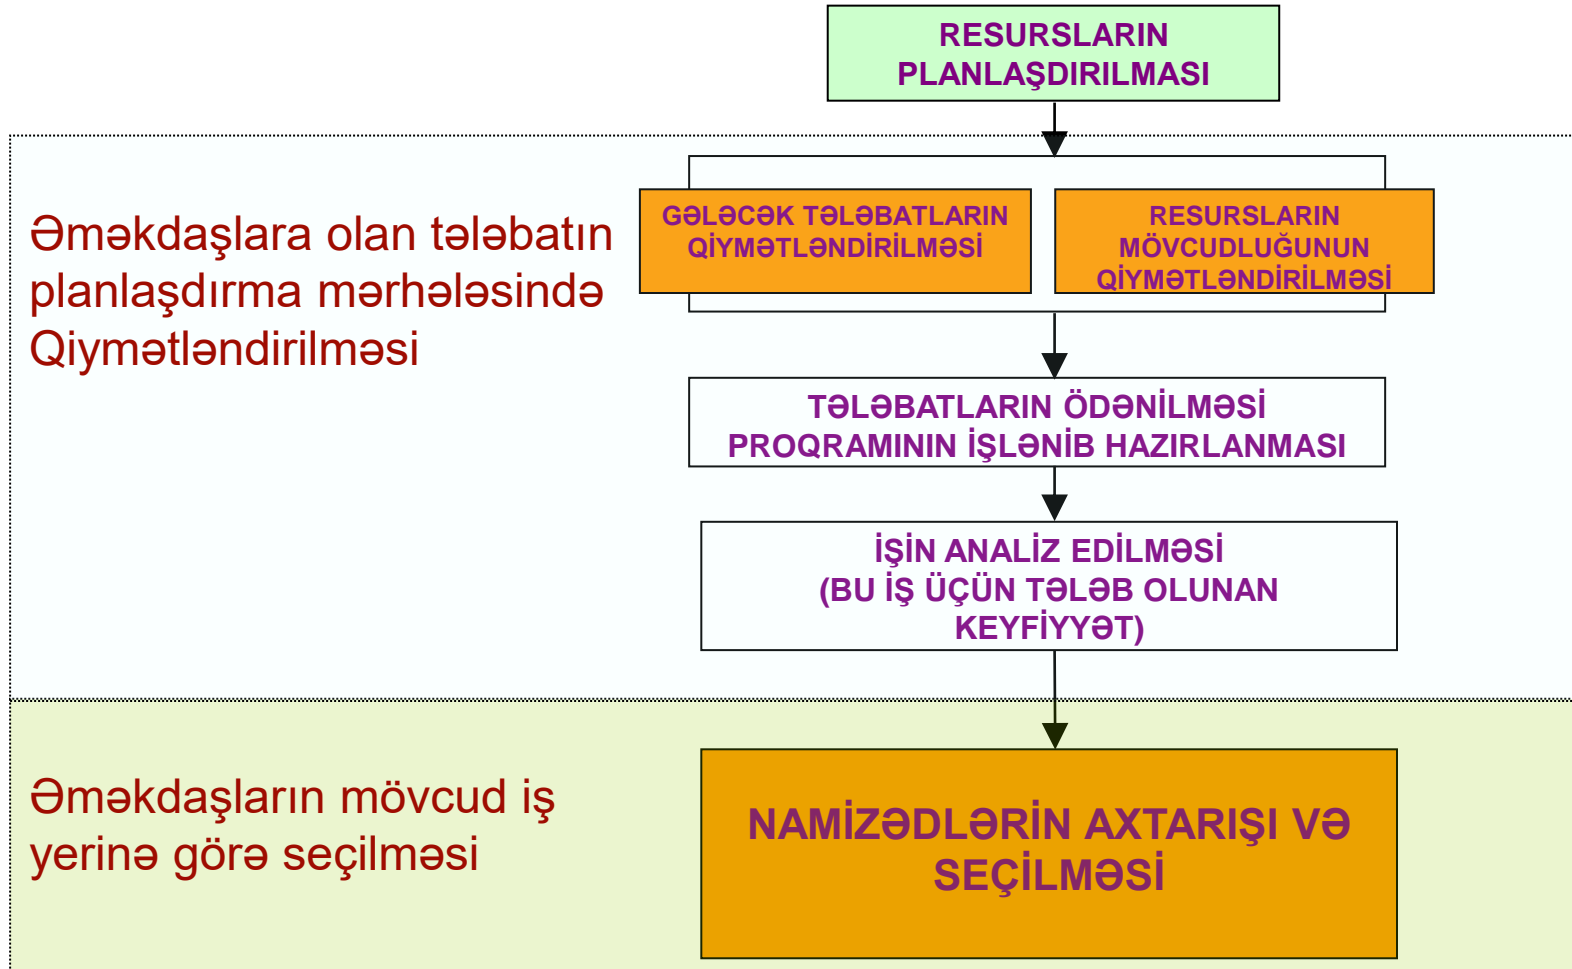 RESURSLARIN
PLANLAŞDIRILMASI
Əməkdaşlara olan tələbatın
planlaşdırma mərhələsində
Qiymətləndirilməsi
GƏLƏCƏK TƏLƏBATLARIN
QİYMƏTLƏNDİRİLMƏSİ
RESURSLARIN
MÖVCUDLUĞUNUN
QİYMƏTLƏNDİRİLMƏSİ
TƏLƏBATLARIN ÖDƏNİLMƏSİ
PROQRAMININ İŞLƏNİB HAZIRLANMASI
İŞİN ANALİZ EDİLMƏSİ
(BU İŞ ÜÇÜN TƏLƏB OLUNAN
KEYFİYYƏT)
Əməkdaşların mövcud iş
yerinə görə seçilməsi
NAMİZƏDLƏRİN AXTARIŞI VƏ
SEÇİLMƏSİ